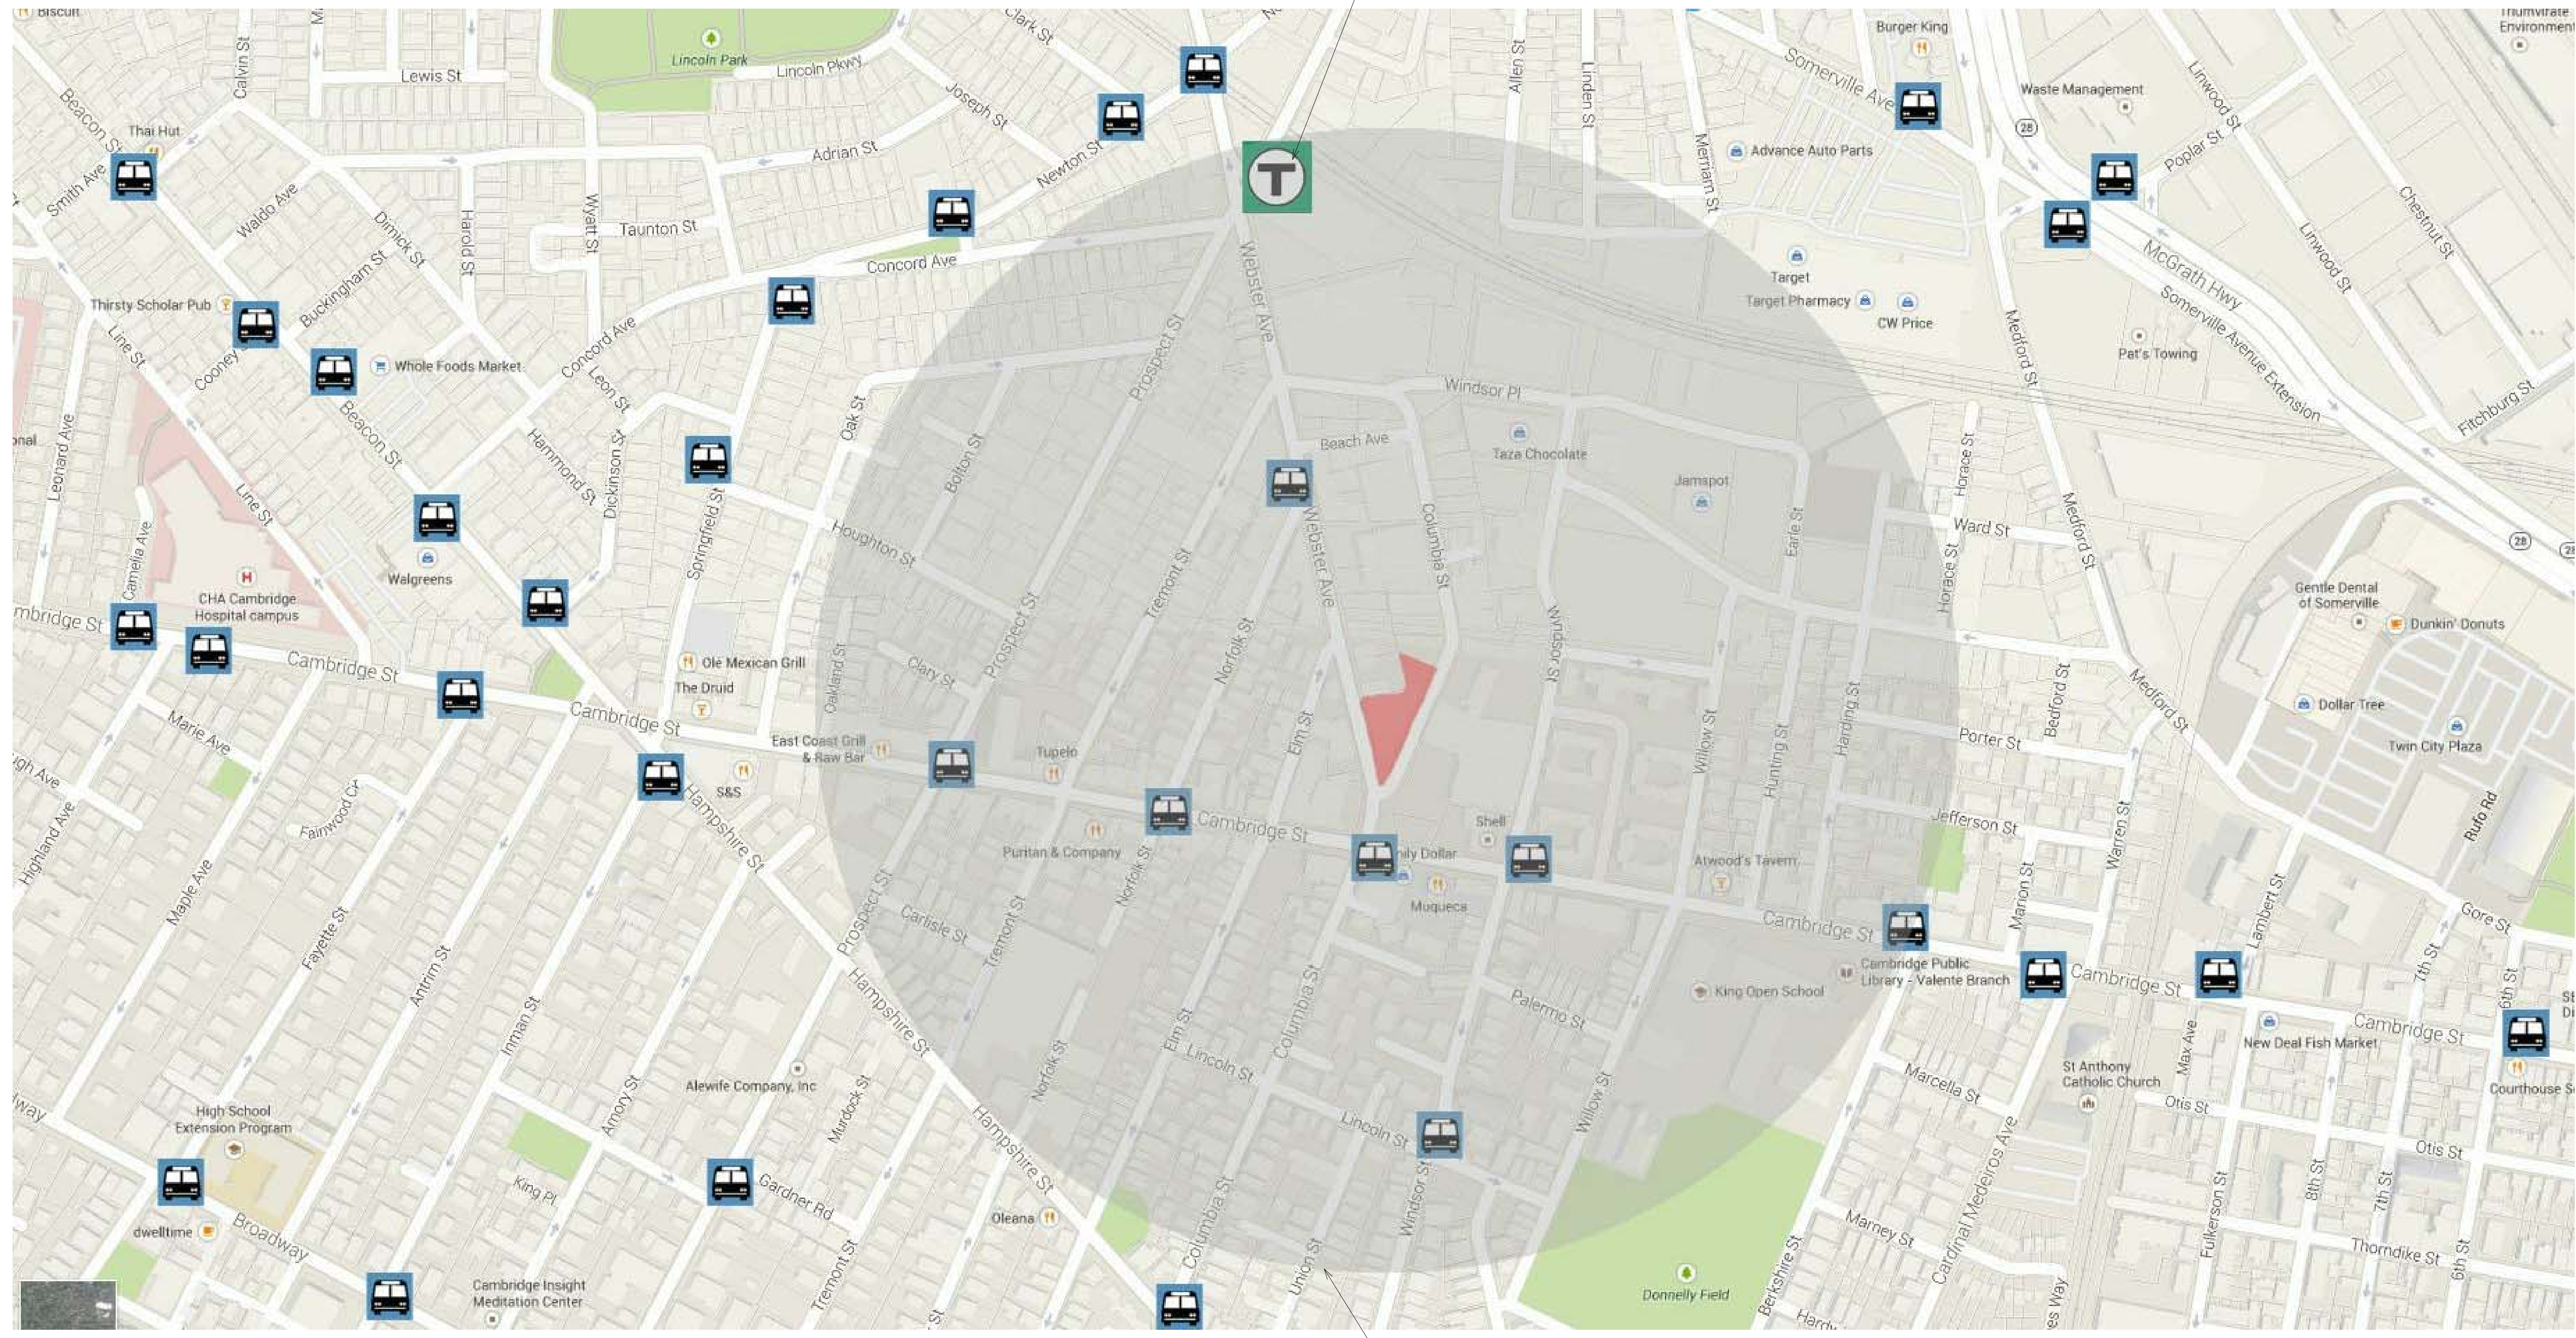 Biscuit
Calvin St
Lewis St
Lincoln Park
Lincoln Pkwy
Clark St
Joseph St
Allen St
Linden St
Burger King
Somerville Ave
Waste Management
28
Linwood St
Triumvirate
Environment
Beacon St
Thai Hut
Smith Ave
Adrian St
Newton St
T
Merriam St
Advance Auto Parts
Poplar St
Chestnut St
Waldo Ave
Dimick St
Harold St
Wyatt St
Taunton St
Concord Ave
Webster Ave
Target
Target Pharmacy
CW Price
McGrath Hwy
Linwood St
Somerville Avenue Extension
Thirsty Scholar Pub
Buckingham St
Line St
Cooney
Whole Foods Market
Concord Ave
Leon St
Prospect St
Medford St
Pat's Towing
Windsor Pl
Fitchburg St
Leonard Ave
Beacon St
Hammond St
Dickinson St
Oak St
Bolton St
Beach Ave
Taza Chocolate
Jamspot
Horace St
Line St
Camelia Ave
Walgreens
Springfield St
Houghton St
Tremont St
Webster Ave
Columbia St
Earle St
Ward St
Medford St
28
28
CHA Cambridge
Hospital campus
mbridge St
Cambridge St
Prospect St
Norfolk St
Windsor St
Horace St
Gentle Dental
of Somerville
Dunkin' Donuts
Ole Mexican Grill
The Druid
Oakland St
Clary St
Elm St
Willow St
Hunting St
Harding St
Bedford St
Medford St
Dollar Tree
Twin City Plaza
Marie Ave
Cambridge St
East Coast Grill
& Raw Bar
Tupelo
Porter St
S&S
Highland Ave
Fainwood Cr
Hampshire St
Puritan & Company
Cambridge St
Shell
ily Dollar
Muqueca
Atwood's Tavern
Jefferson St
Warren St
Rufo Rd
Maple Ave
Fayette St
Antrim St
Prospect St
Carlisle St
Tremont St
Norfolk St
Cambridge St
Marion St
Lambert St
Gore St
7th St
6th St
Cambridge Public
Library - Valente Branch
Cambridge St
King Open School
Palermo St
Columbia St
Inman St
Hampshire St
Elm St
Lincoln St
Norfolk St
Cambridge St
New Deal Fish Market
Max Ave
Marcella St
St Anthony
Catholic Church
Courthouse S
Alewife Company, Inc
Amory St
Murdock St
High School
Extension Program
Hampshire St
Lincoln St
Willow St
Otis St
Otis St
King Pl
Gardner Rd
Oleana
Columbia St
Windsor St
Union St
dwelltime
Broadway
Tremont St
Cambridge Insight
Meditation Center
Donnelly Field
Berkshire St
Marney St
Cardinal Medeiros Ave
Fulkerson St
8th St
7th St
6th St
Thorndike St